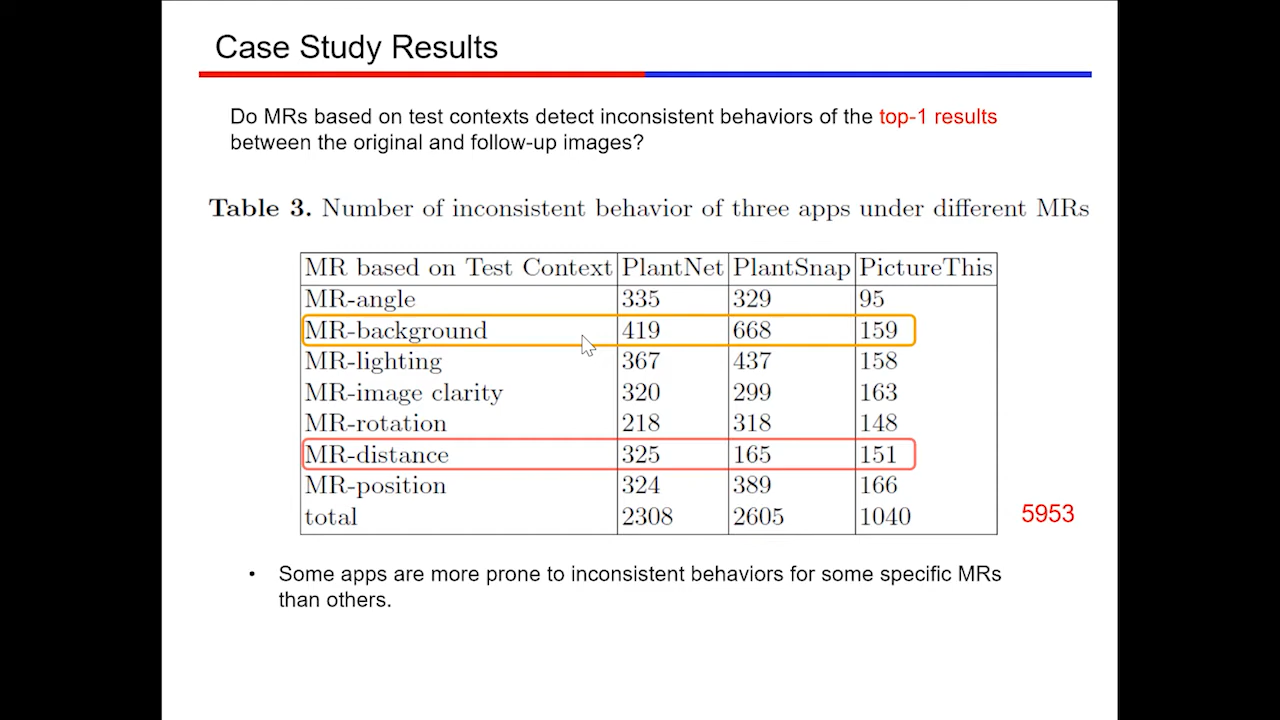 Case Study Results
Do MRs based on test contexts detect inconsistent behaviors of the top-1 results
between the original and follow-up images?
Table 3. Number of inconsistent behavior of three apps under different MRs
MR based on Test Context PlantNet PlantSnap PictureThis
MR-angle 335 329 95
MR-background 419 668 159
MR-lighting 367 437 158
MR-image clarity 320 299 163
MR-rotation 218 318 148
MR-distance 325 165 151
MR-position 324 389 166
total 2308 2605 1040
5953
• Some apps are more prone to inconsistent behaviors for some specific MRs
than others.